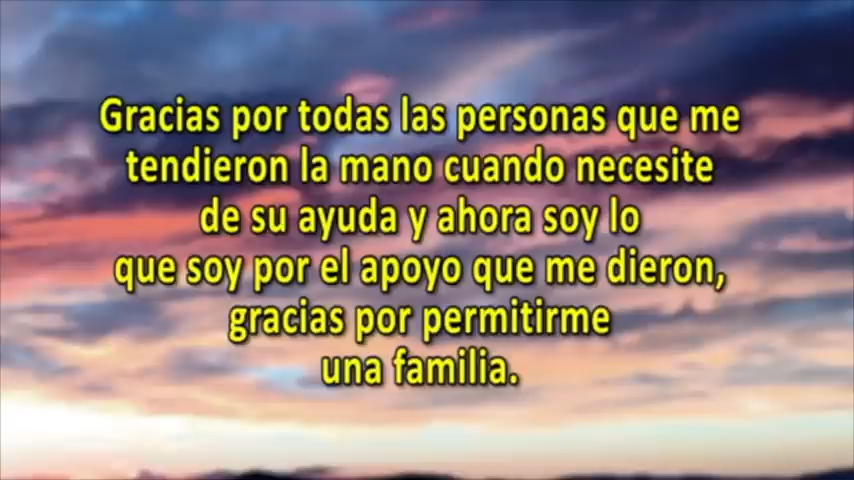 Gracias por todas las personas que me
tendieron la mano cuando necesite
de su ayuda y ahora soy lo
que soy por el apoyo que me dieron,
gracias por permitirme
una familia.